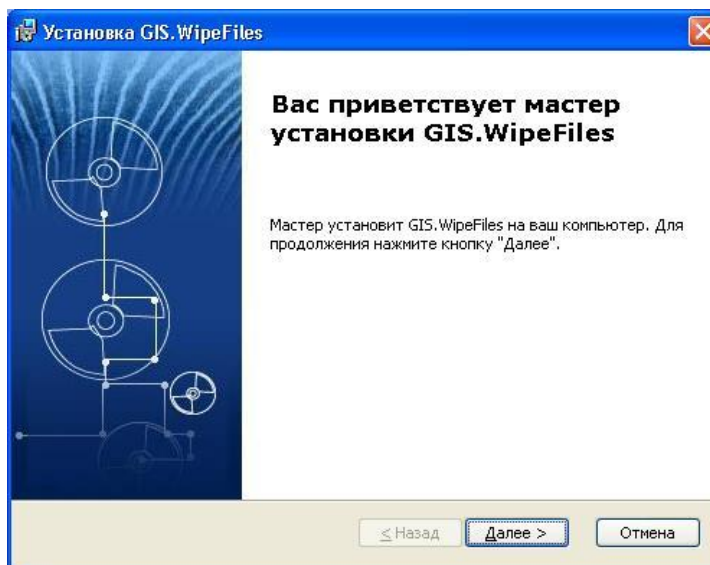 Установка GIS.WipeFiles
Вас приветствует мастер
установки GIS.WipeFiles
Мастер установит GIS.WipeFiles на ваш компьютер. Для
продолжения нажмите кнопку "Далее".
< Назад
Далее >
Отмена